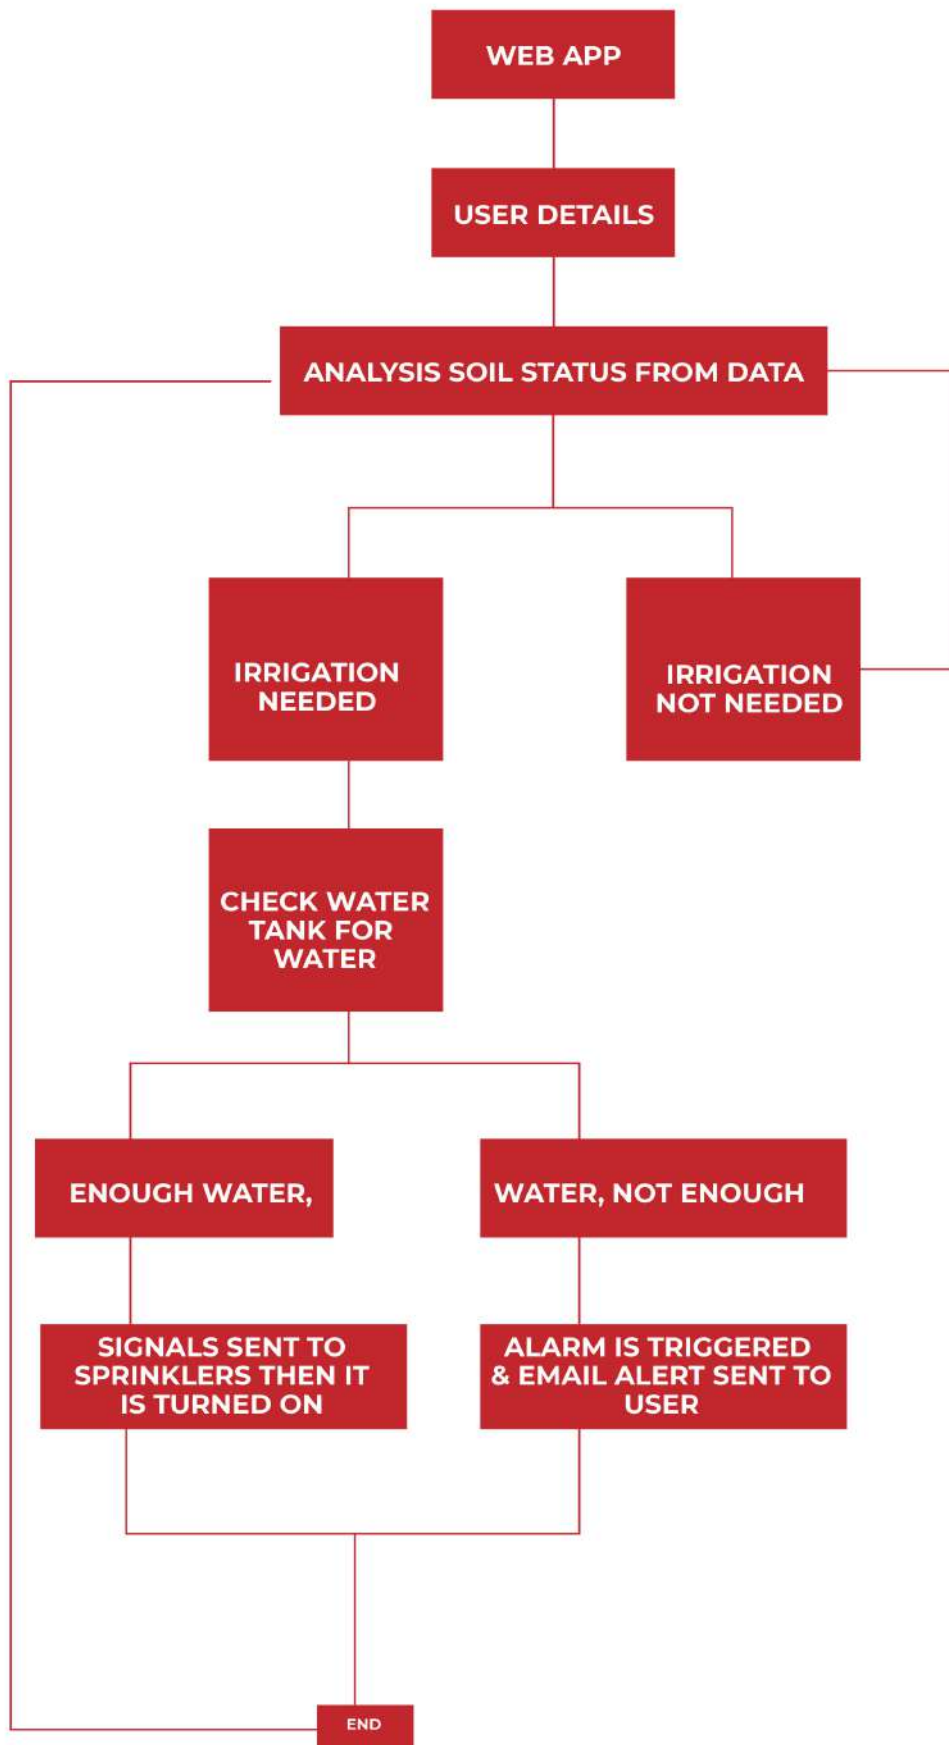 WEB APP
USER DETAILS
ANALYSIS SOIL STATUS FROM DATA
IRRIGATION
NEEDED
IRRIGATION
NOT NEEDED
CHECK WATER
TANK FOR
WATER
ENOUGH WATER,
WATER, NOT ENOUGH
SIGNALS SENT TO
SPRINKLERS THEN IT
IS TURNED ON
ALARM IS TRIGGERED
& EMAIL ALERT SENT TO
USER
END